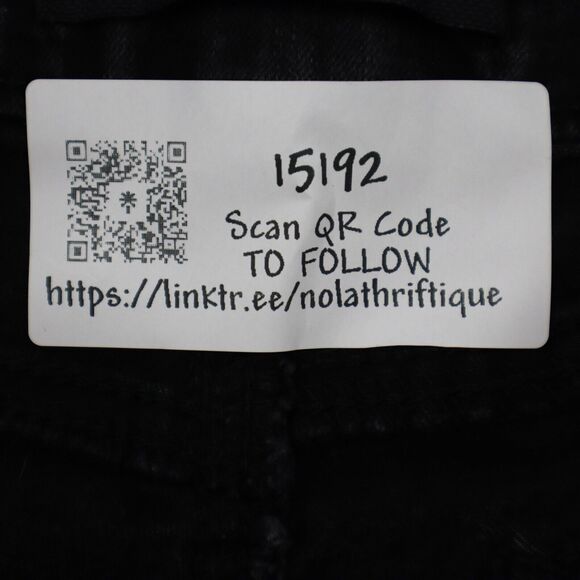 15192
Scan QR Code
TO FOLLOW
https://linktr.ee/nolathriftique